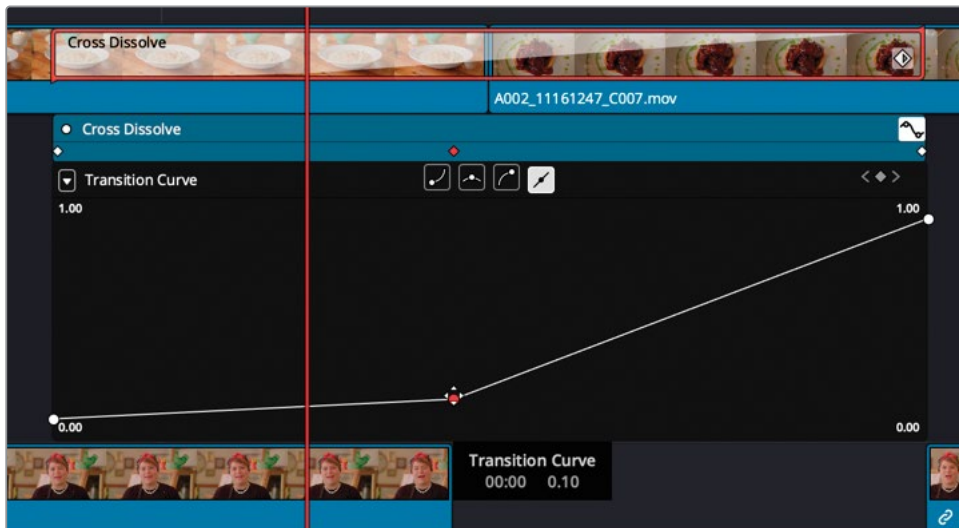 Cross Dissolve
A002_11161247_C007.mov
Cross Dissolve
Transition Curve
1.00 1.00
0.00 0.00
Transition Curve
00:00 0.10